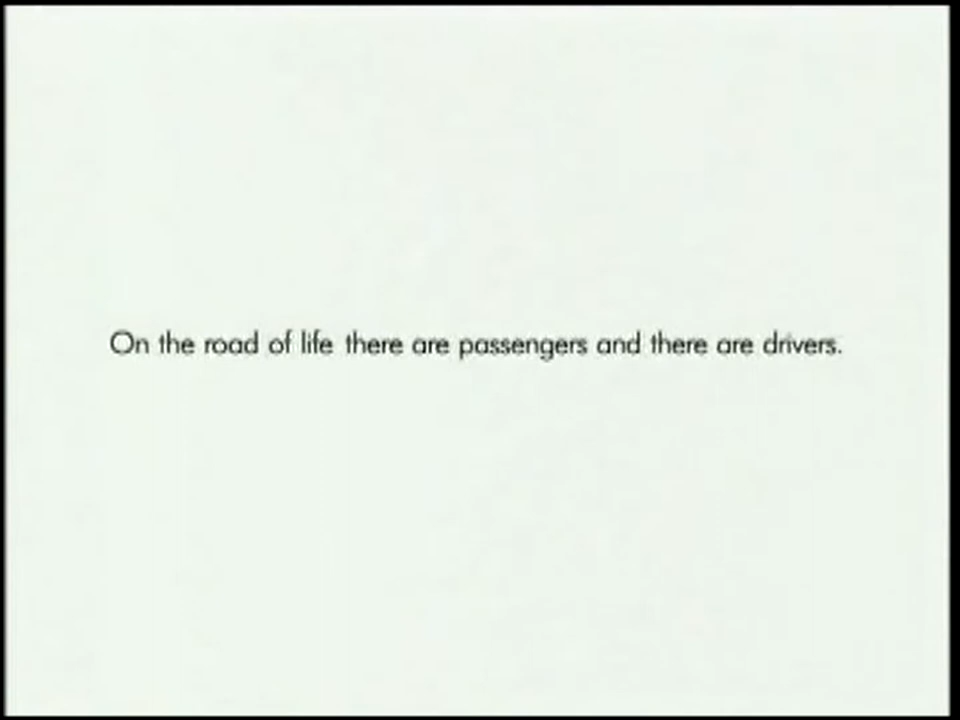 On the road of life there are passengers and there are drivers.